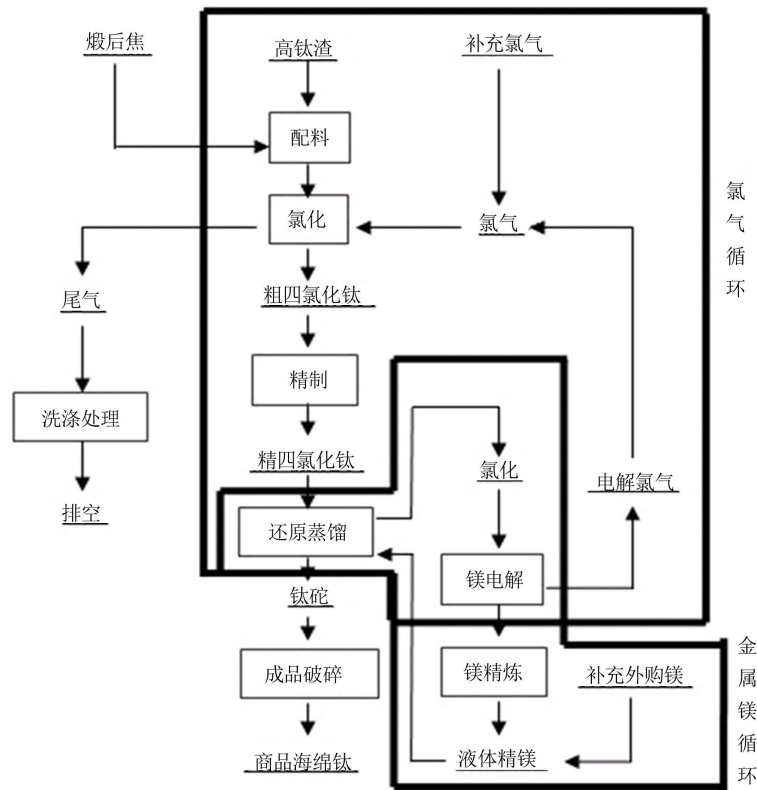 煅后焦
高钛渣
补充氯气
配料
氯化
氯气
氯气循环
尾气
粗四氯化钛
精制
洗涤处理
精四氯化钛
氯化
电解氯气
排空
还原蒸馏
镁电解
钛砣
成品破碎
镁精炼
补充外购镁
金属镁循环
商品海绵钛
液体精镁